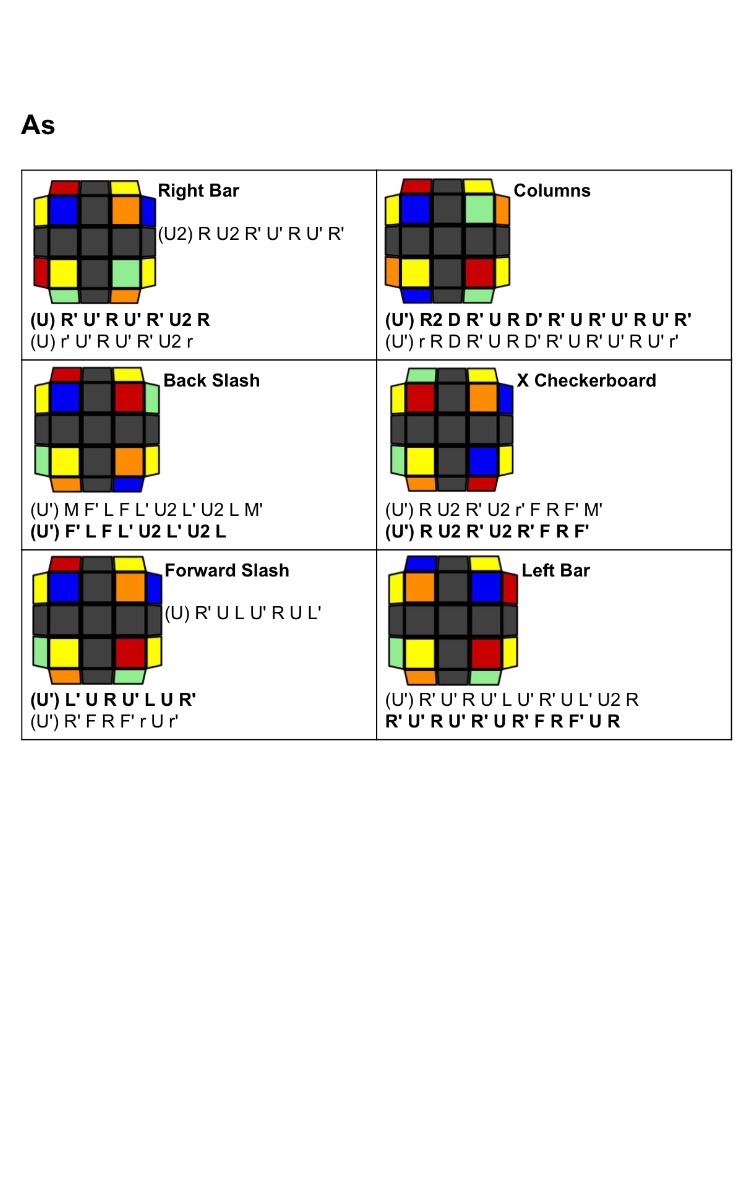 As
Right Bar
(U2) R U2 R' U' R U' R'
(U) R' U' R U' R' U2 R
(U) r' U' R U' R' U2 r
Columns
(U') R2 D R' U R D' R' U R' U' R U' R'
(U') r R D R' U R D' R' U R' U' R U' r'
Back Slash
(U') M F' L F L' U2 L' U2 L M'
(U') F' L F L' U2 L' U2 L
X Checkerboard
(U') R U2 R' U2 r' F R F' M'
(U') R U2 R' U2 R' F R F'
Forward Slash
(U) R' U L U' R U L'
(U') L' U R U' L U R'
(U') R' F R F' r U r'
Left Bar
(U') R' U' R U' L U' R' U L' U2 R
R' U' R U' R' U R' F R F' U R